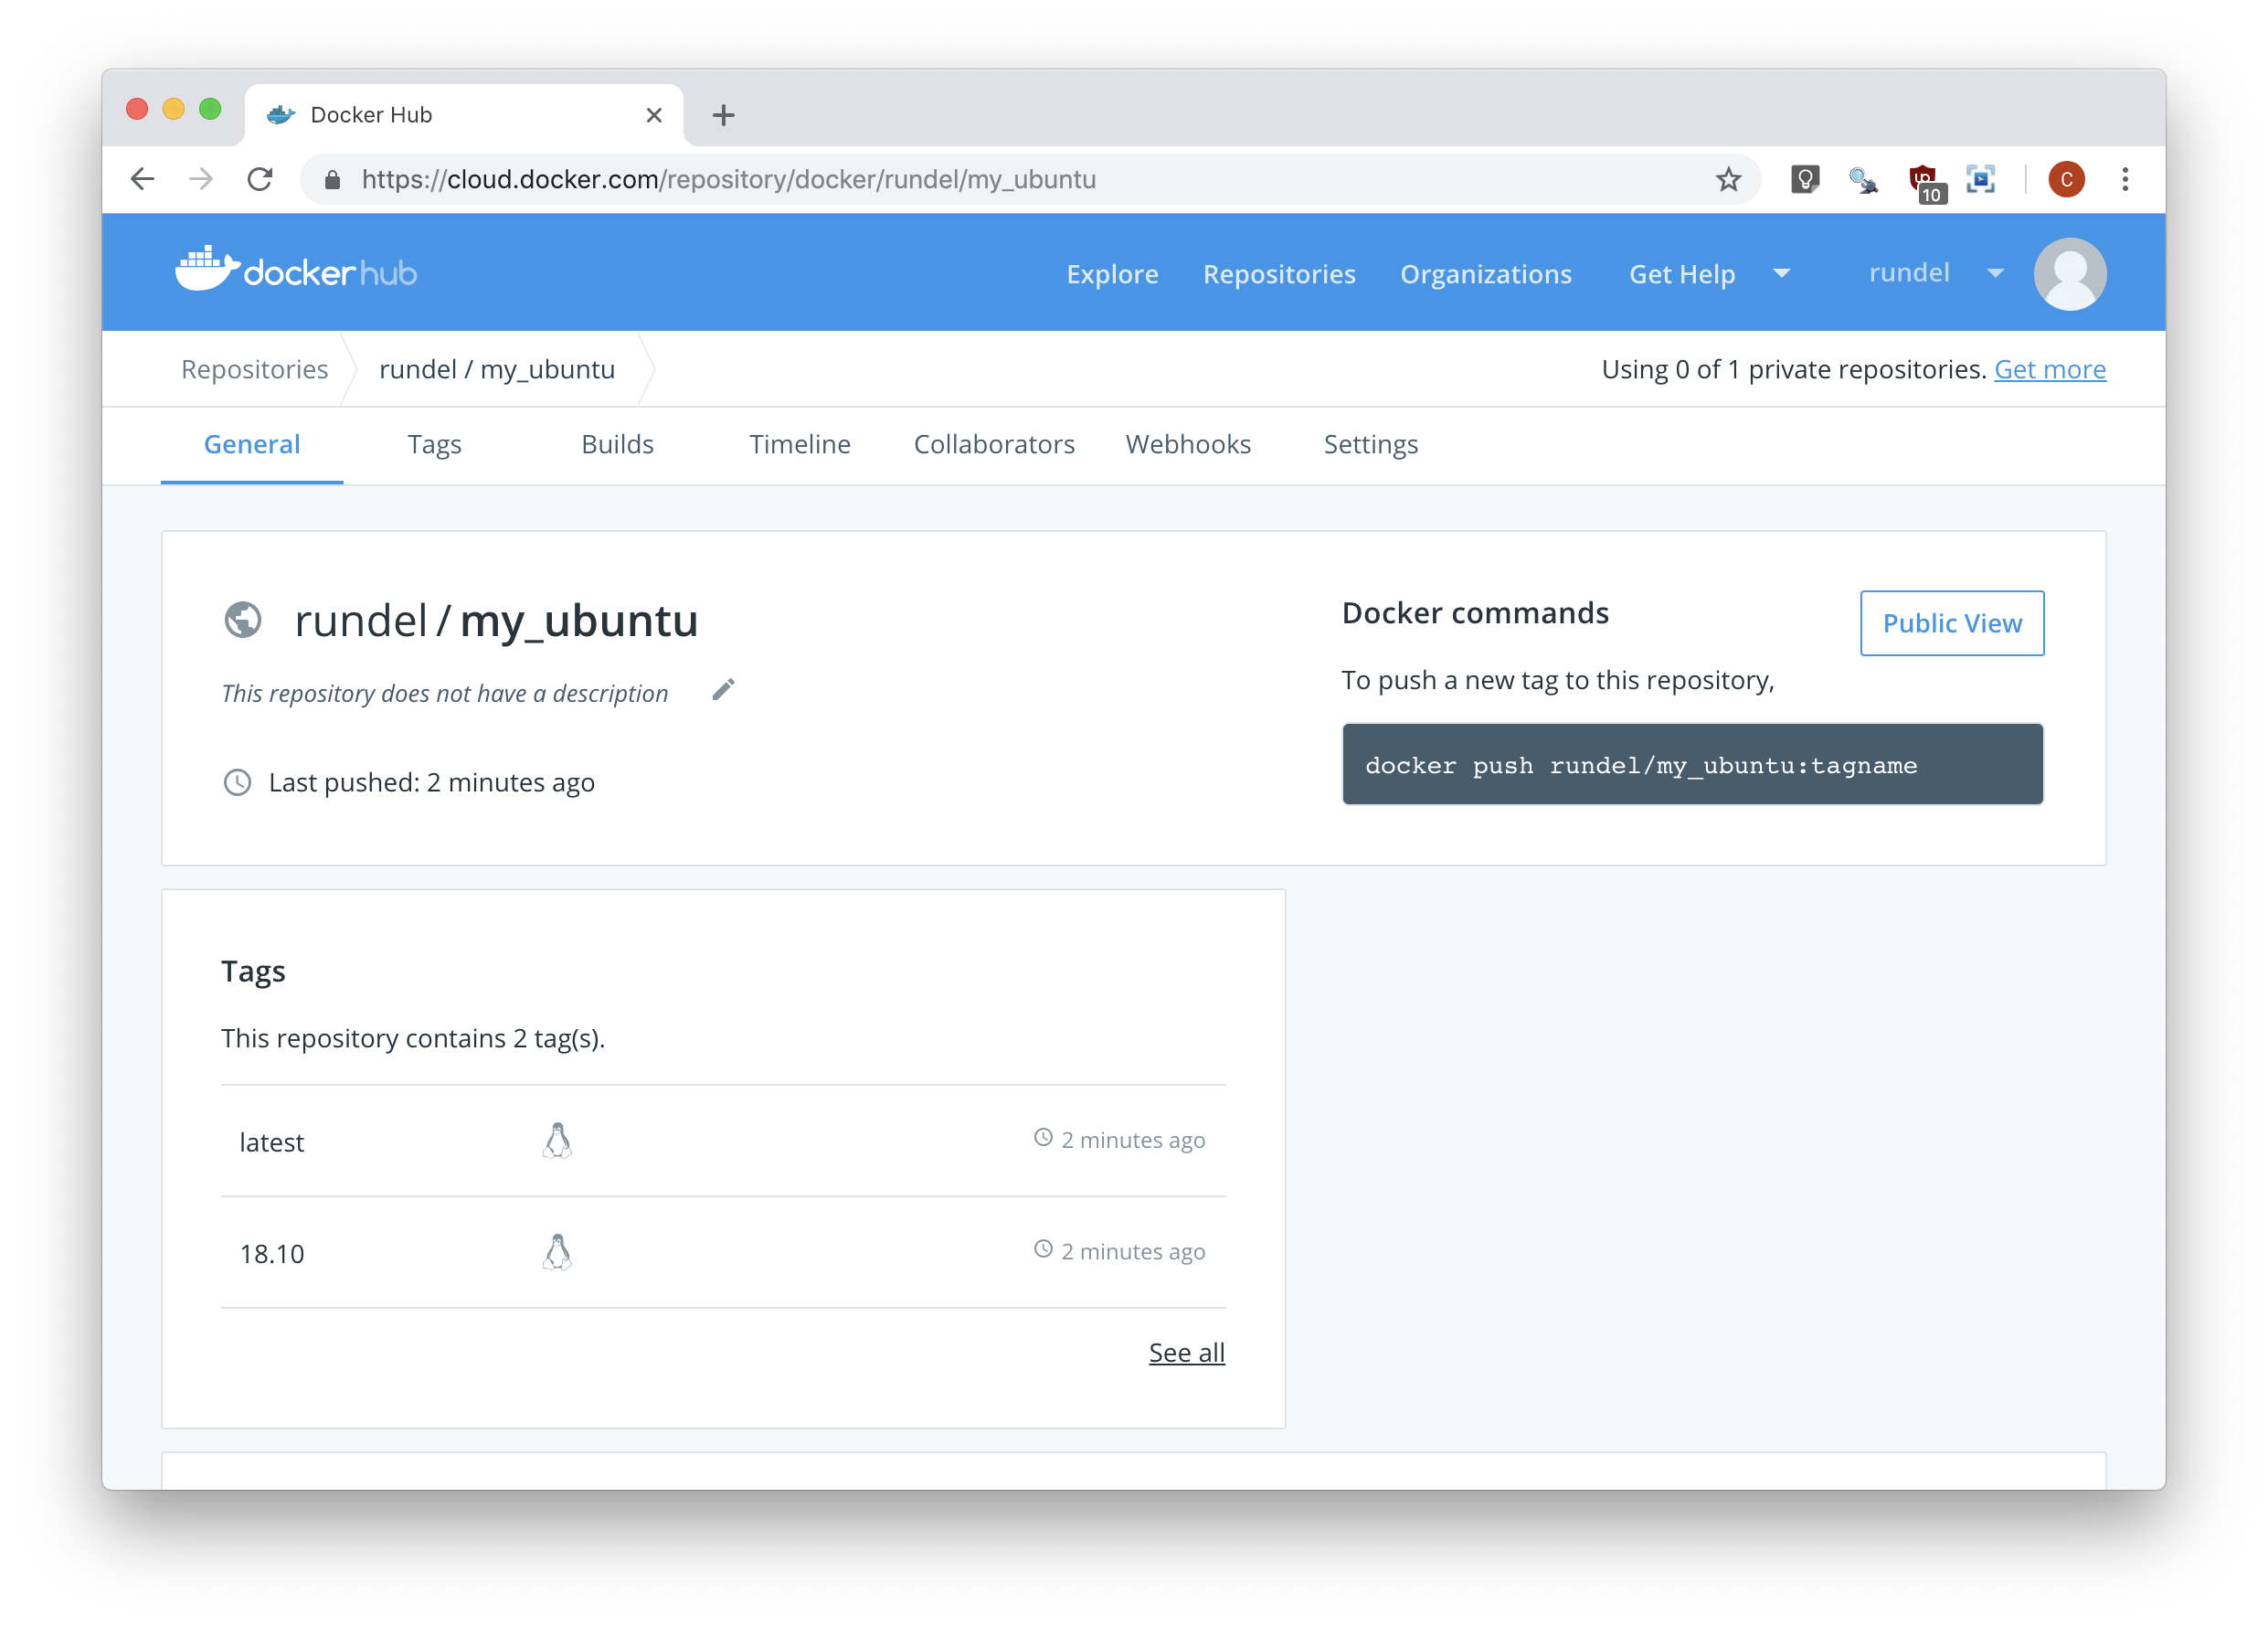 Docker Hub
https://cloud.docker.com/repository/docker/rundel/my_ubuntu
10
C
dockerhub
Explore Repositories Organizations Get Help rundel
Repositories rundel / my_ubuntu Using 0 of 1 private repositories. Get more
General Tags Builds Timeline Collaborators Webhooks Settings
rundel / my_ubuntu
This repository does not have a description
Last pushed: 2 minutes ago
Docker commands
Public View
To push a new tag to this repository,
docker push rundel/my_ubuntu:tagname
Tags
This repository contains 2 tag(s).
latest 2 minutes ago
18.10 2 minutes ago
See all